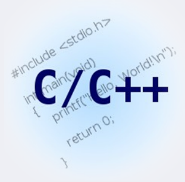 #include <stdio.h>
int main(void)
{
printf("Hello, World!\n");
return 0;
}
C/C++